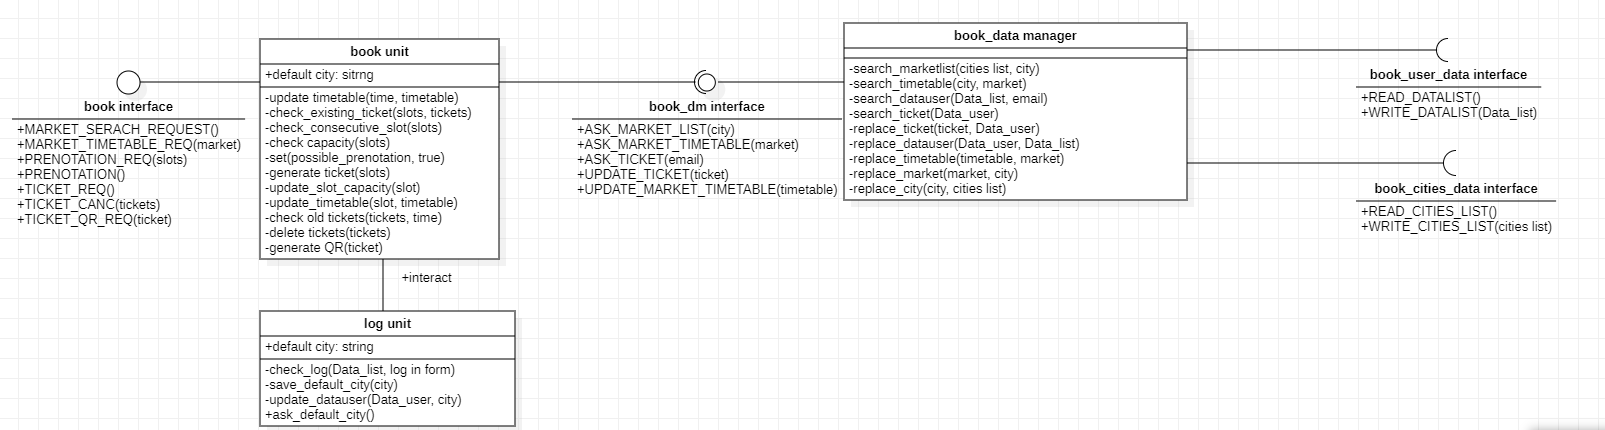 book interface
+MARKET_SERACH_REQUEST()
+MARKET_TIMETABLE_REQ(market)
+PRENOTATION_REQ(slots)
+PRENOTATION()
+TICKET_REQ()
+TICKET_CANC(tickets)
+TICKET_QR_REQ(ticket)
book unit
+default city: sitrng
-update timetable(time, timetable)
-check_existing_ticket(slots, tickets)
-check_consecutive_slot(slots)
-check capacity(slots)
-set(possible_prenotation, true)
-generate ticket(slots)
-update_slot_capacity(slot)
-update_timetable(slot, timetable)
-check old tickets(tickets, time)
-delete tickets(tickets)
-generate QR(ticket)
+interact
log unit
+default city: string
-check_log(Data_list, log in form)
-save_default_city(city)
-update_datauser(Data_user, city)
+ask_default_city()
book_dm interface
+ASK_MARKET_LIST(city)
+ASK_MARKET_TIMETABLE(market)
+ASK_TICKET(email)
+UPDATE_TICKET(ticket)
+UPDATE_MARKET_TIMETABLE(timetable)
book_data manager
-search_marketlist(cities list, city)
-search_timetable(city, market)
-search_datauser(Data_list, email)
-search_ticket(Data_user)
-replace_ticket(ticket, Data_user)
-replace_datauser(Data_user, Data_list)
-replace_timetable(timetable, market)
-replace_market(market, city)
-replace_city(city, cities list)
book_user_data interface
+READ_DATALIST()
+WRITE_DATALIST(Data_list)
book_cities_data interface
+READ_CITIES_LIST()
+WRITE_CITIES_LIST(cities list)